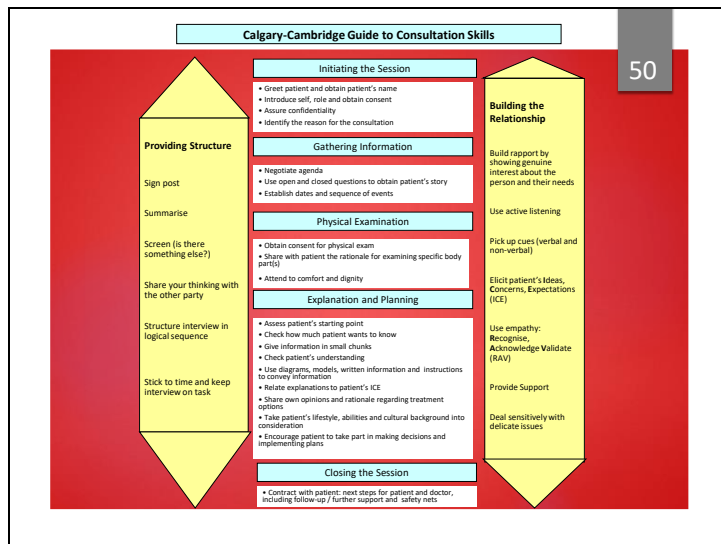 Calgary-Cambridge Guide to Consultation Skills
50
Initiating the Session
• Greet patient and obtain patient's name
• Introduce self, role and obtain consent
• Assure confidentiality
• Identify the reason for the consultation
Providing Structure
Sign post
Summarise
Screen (is there
something else?)
Share your thinking with
the other party
Structure interview in
logical sequence
Stick to time and keep
interview on task
Gathering Information
• Negotiate agenda
• Use open and closed questions to obtain patient's story
• Establish dates and sequence of events
Physical Examination
• Obtain consent for physical exam
• Share with patient the rationale for examining specific body
part(s)
• Attend to comfort and dignity
Explanation and Planning
• Assess patient's starting point
• Check how much patient wants to know
• Give information in small chunks
• Check patient's understanding
• Use diagrams, models, written information and instructions
to convey information
• Relate explanations to patient's ICE
• Share own opinions and rationale regarding treatment
options
• Take patient's lifestyle, abilities and cultural background into
consideration
• Encourage patient to take part in making decisions and
implementing plans
Closing the Session
• Contract with patient: next steps for patient and doctor,
including follow-up / further support and safety nets
Building the
Relationship
Build rapport by
showing genuine
interest about the
person and their needs
Use active listening
Pick up cues (verbal and
non-verbal)
Elicit patient's Ideas,
Concerns, Expectations
(ICE)
Use empathy:
Recognise,
Acknowledge Validate
(RAV)
Provide Support
Deal sensitively with
delicate issues